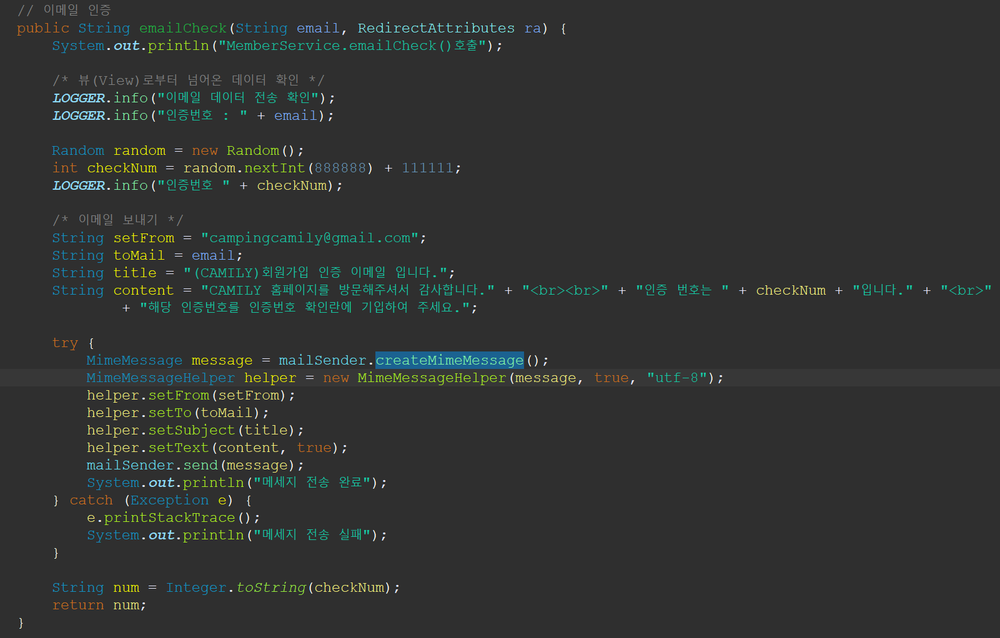 // 이메일 인증
public String emailCheck(String email, RedirectAttributes ra) {
System.out.println("MemberService.emailCheck()호출");
/* 뷰(View)로부터 넘어온 데이터 확인 */
LOGGER.info("이메일 데이터 전송 확인");
LOGGER.info("인증번호 : " + email);
Random random = new Random();
int checkNum = random.nextInt(888888) + 111111;
LOGGER.info("인증번호 " + checkNum);
/* 이메일 보내기 */
String setFrom = "campingcamily@gmail.com";
String toMail = email;
String title = "(CAMILY)회원가입 인증 이메일 입니다.";
String content = "CAMILY 홈페이지를 방문해주셔서 감사합니다." + "<br><br>" + "인증 번호는 " + checkNum + "입니다." + "<br>"
+ "해당 인증번호를 인증번호 확인란에 기입하여 주세요.";
try {
MimeMessage message = mailSender.createMimeMessage();
MimeMessageHelper helper = new MimeMessageHelper(message, true, "utf-8");
helper.setFrom(setFrom);
helper.setTo(toMail);
helper.setSubject(title);
helper.setText(content, true);
mailSender.send(message);
System.out.println("메세지 전송 완료");
} catch (Exception e) {
e.printStackTrace();
System.out.println("메세지 전송 실패");
}
String num = Integer.toString(checkNum);
return num;
}